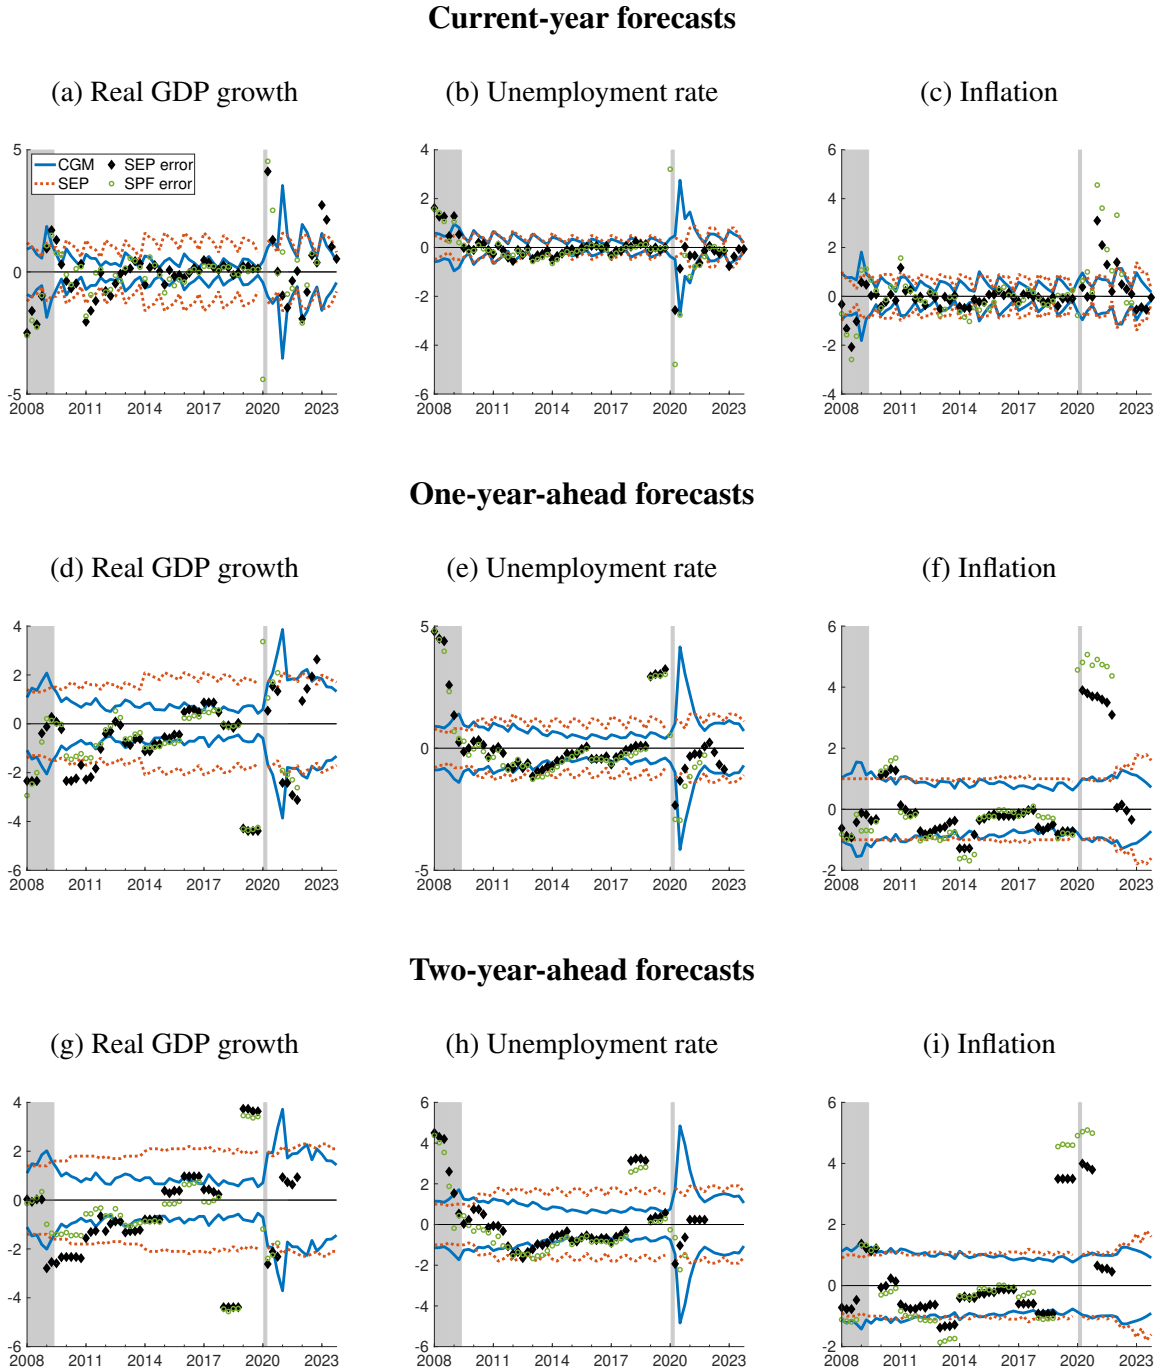 Current-year forecasts
(a) Real GDP growth (b) Unemployment rate (c) Inflation
5 4 6
CGM SEP error
SEP SPF error
2 4
0 2
0 -2 0
-4 -2
-5 -6 -4
2008 2011 2014 2017 2020 2023 2008 2011 2014 2017 2020 2023 2008 2011 2014 2017 2020 2023
One-year-ahead forecasts
(d) Real GDP growth (e) Unemployment rate (f) Inflation
4 5 6
2 4
0 2
-2 0 0
-4
-6 -5 -2
2008 2011 2014 2017 2020 2023 2008 2011 2014 2017 2020 2023 2008 2011 2014 2017 2020 2023
Two-year-ahead forecasts
(g) Real GDP growth (h) Unemployment rate (i) Inflation
4 6 6
2 4 4
0 2 2
-2 0 0
-4 -2
-4
-6 -6 -2
2008 2011 2014 2017 2020 2023 2008 2011 2014 2017 2020 2023 2008 2011 2014 2017 2020 2023